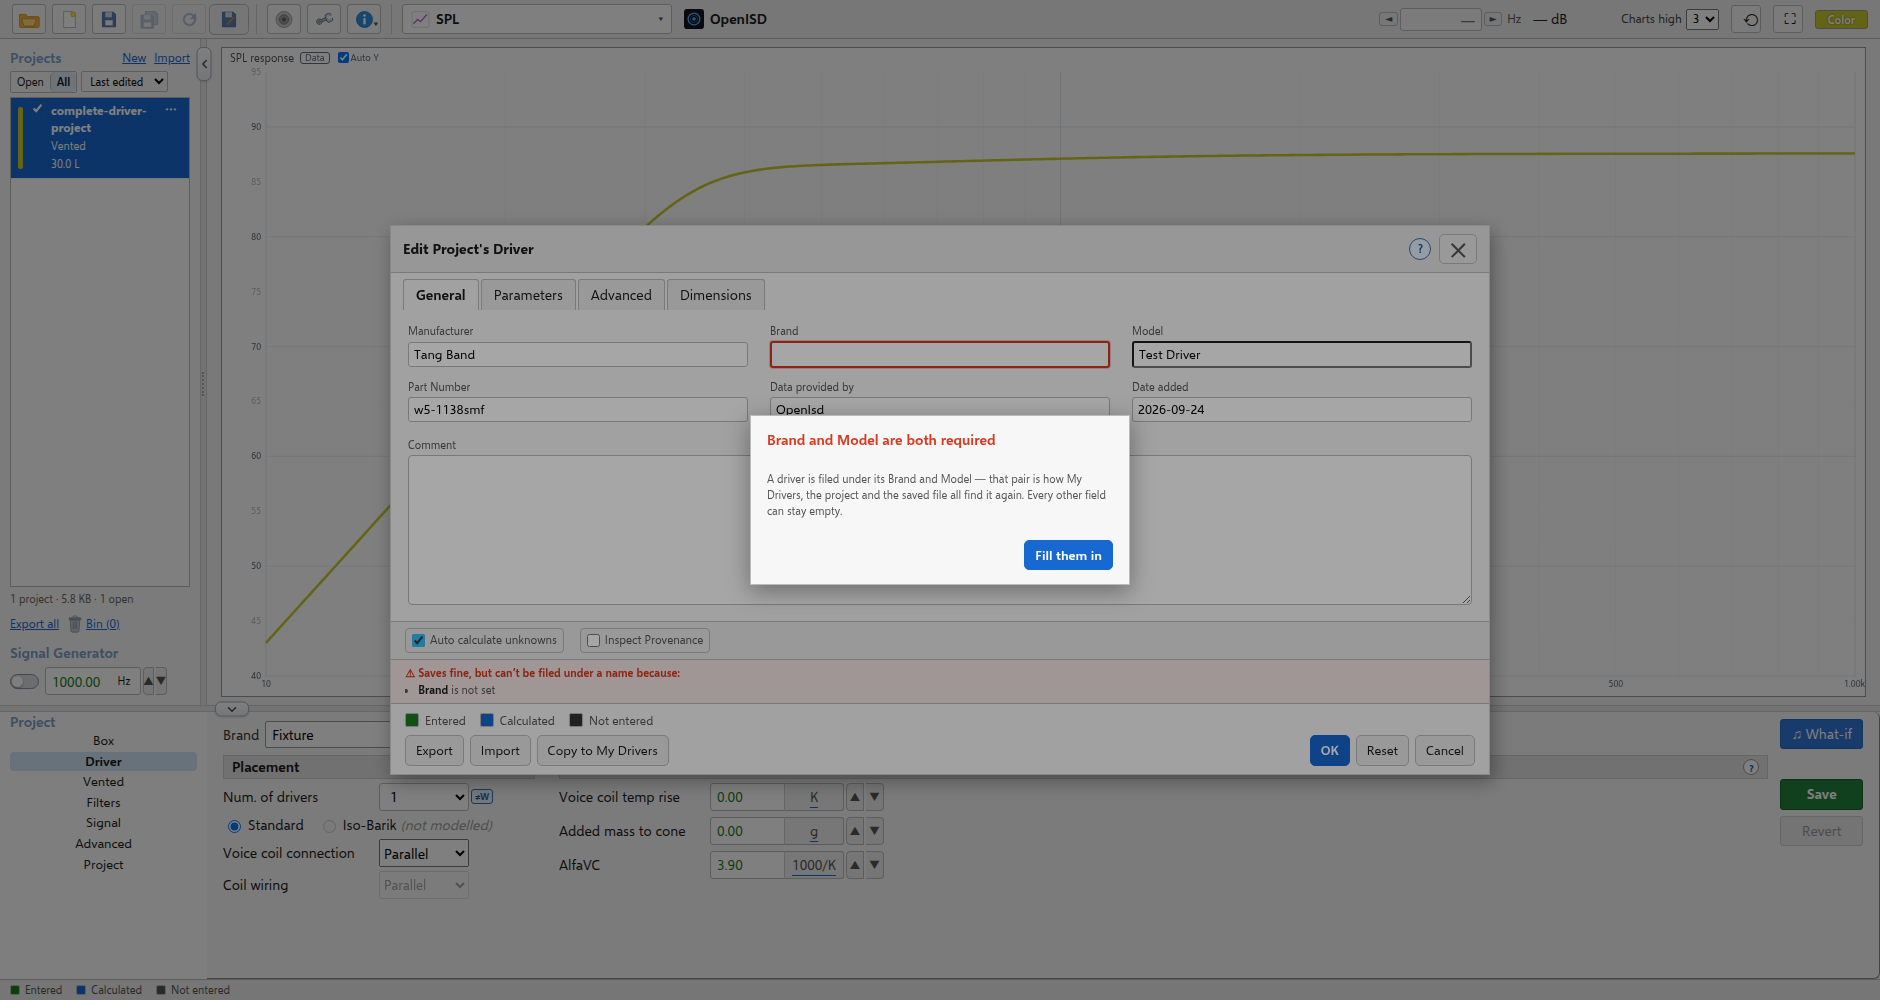 SPL
OpenISD
—
Hz
— dB
Charts high
3
Color
Projects
New
Import
Open
All
Last edited
complete-driver-project
Vented
30.0 L
1 project · 5.8 KB · 1 open
Export all
Bin (0)
Signal Generator
1000.00
Hz
SPL response
Data
Auto Y
95
90
85
80
75
70
65
60
55
50
45
40
10
500
1.00k
Edit Project's Driver
?
General
Parameters
Advanced
Dimensions
Manufacturer
Brand
Model
Tang Band
Test Driver
Part Number
Data provided by
Date added
w5-1138smf
OpenIsd
2026-09-24
Comment
Brand and Model are both required
A driver is filed under its Brand and Model — that pair is how My
Drivers, the project and the saved file all find it again. Every other field
can stay empty.
Fill them in
Auto calculate unknowns
Inspect Provenance
⚠ Saves fine, but can't be filed under a name because:
Brand is not set
Entered
Calculated
Not entered
Export
Import
Copy to My Drivers
OK
Reset
Cancel
Project
Box
Driver
Vented
Filters
Signal
Advanced
Project
Brand
Fixture
Placement
Num. of drivers
1
≠W
Standard
Iso-Barik (not modelled)
Voice coil connection
Parallel
Coil wiring
Parallel
Voice coil temp rise
0.00
K
Added mass to cone
0.00
g
AlfaVC
3.90
1000/K
?
♫ What-if
Save
Revert
Entered
Calculated
Not entered